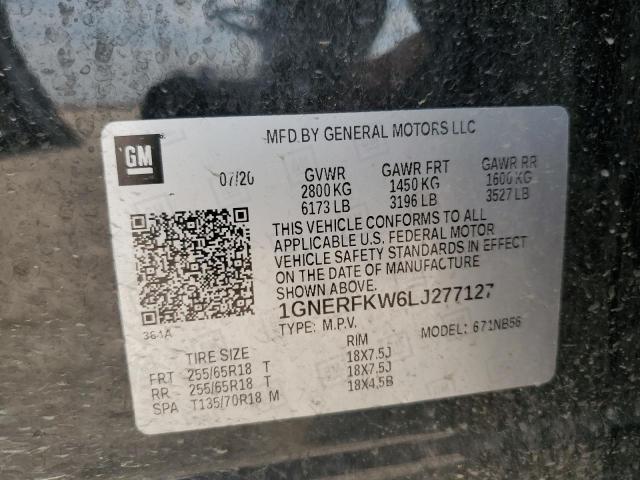 MFD.BY GENERAL MOTORS LLC
GM
07/20
GVWR GAWR FRT GAWR RR
2800 KG 1450 KG 1600 KG
6173 LB 3196 LB 3527 LB
THIS VEHICLE CONFORMS TO ALL
APPLICABLE U.S. FEDERAL MOTOR
VEHICLE SAFETY STANDARDS IN EFFECT
ON THE DATE OF MANUFACTURE
SHOWN ABOVE.
1GNERFKW6LJ277127
364A
TYPE: M.P.V. MODEL: 671NB56
TIRE SIZE RIM
FRT 255/65R18 T 18X7.5J
RR 255/65R18 T 18X7.5J
SPA T135/70R18 M 18X4.5B